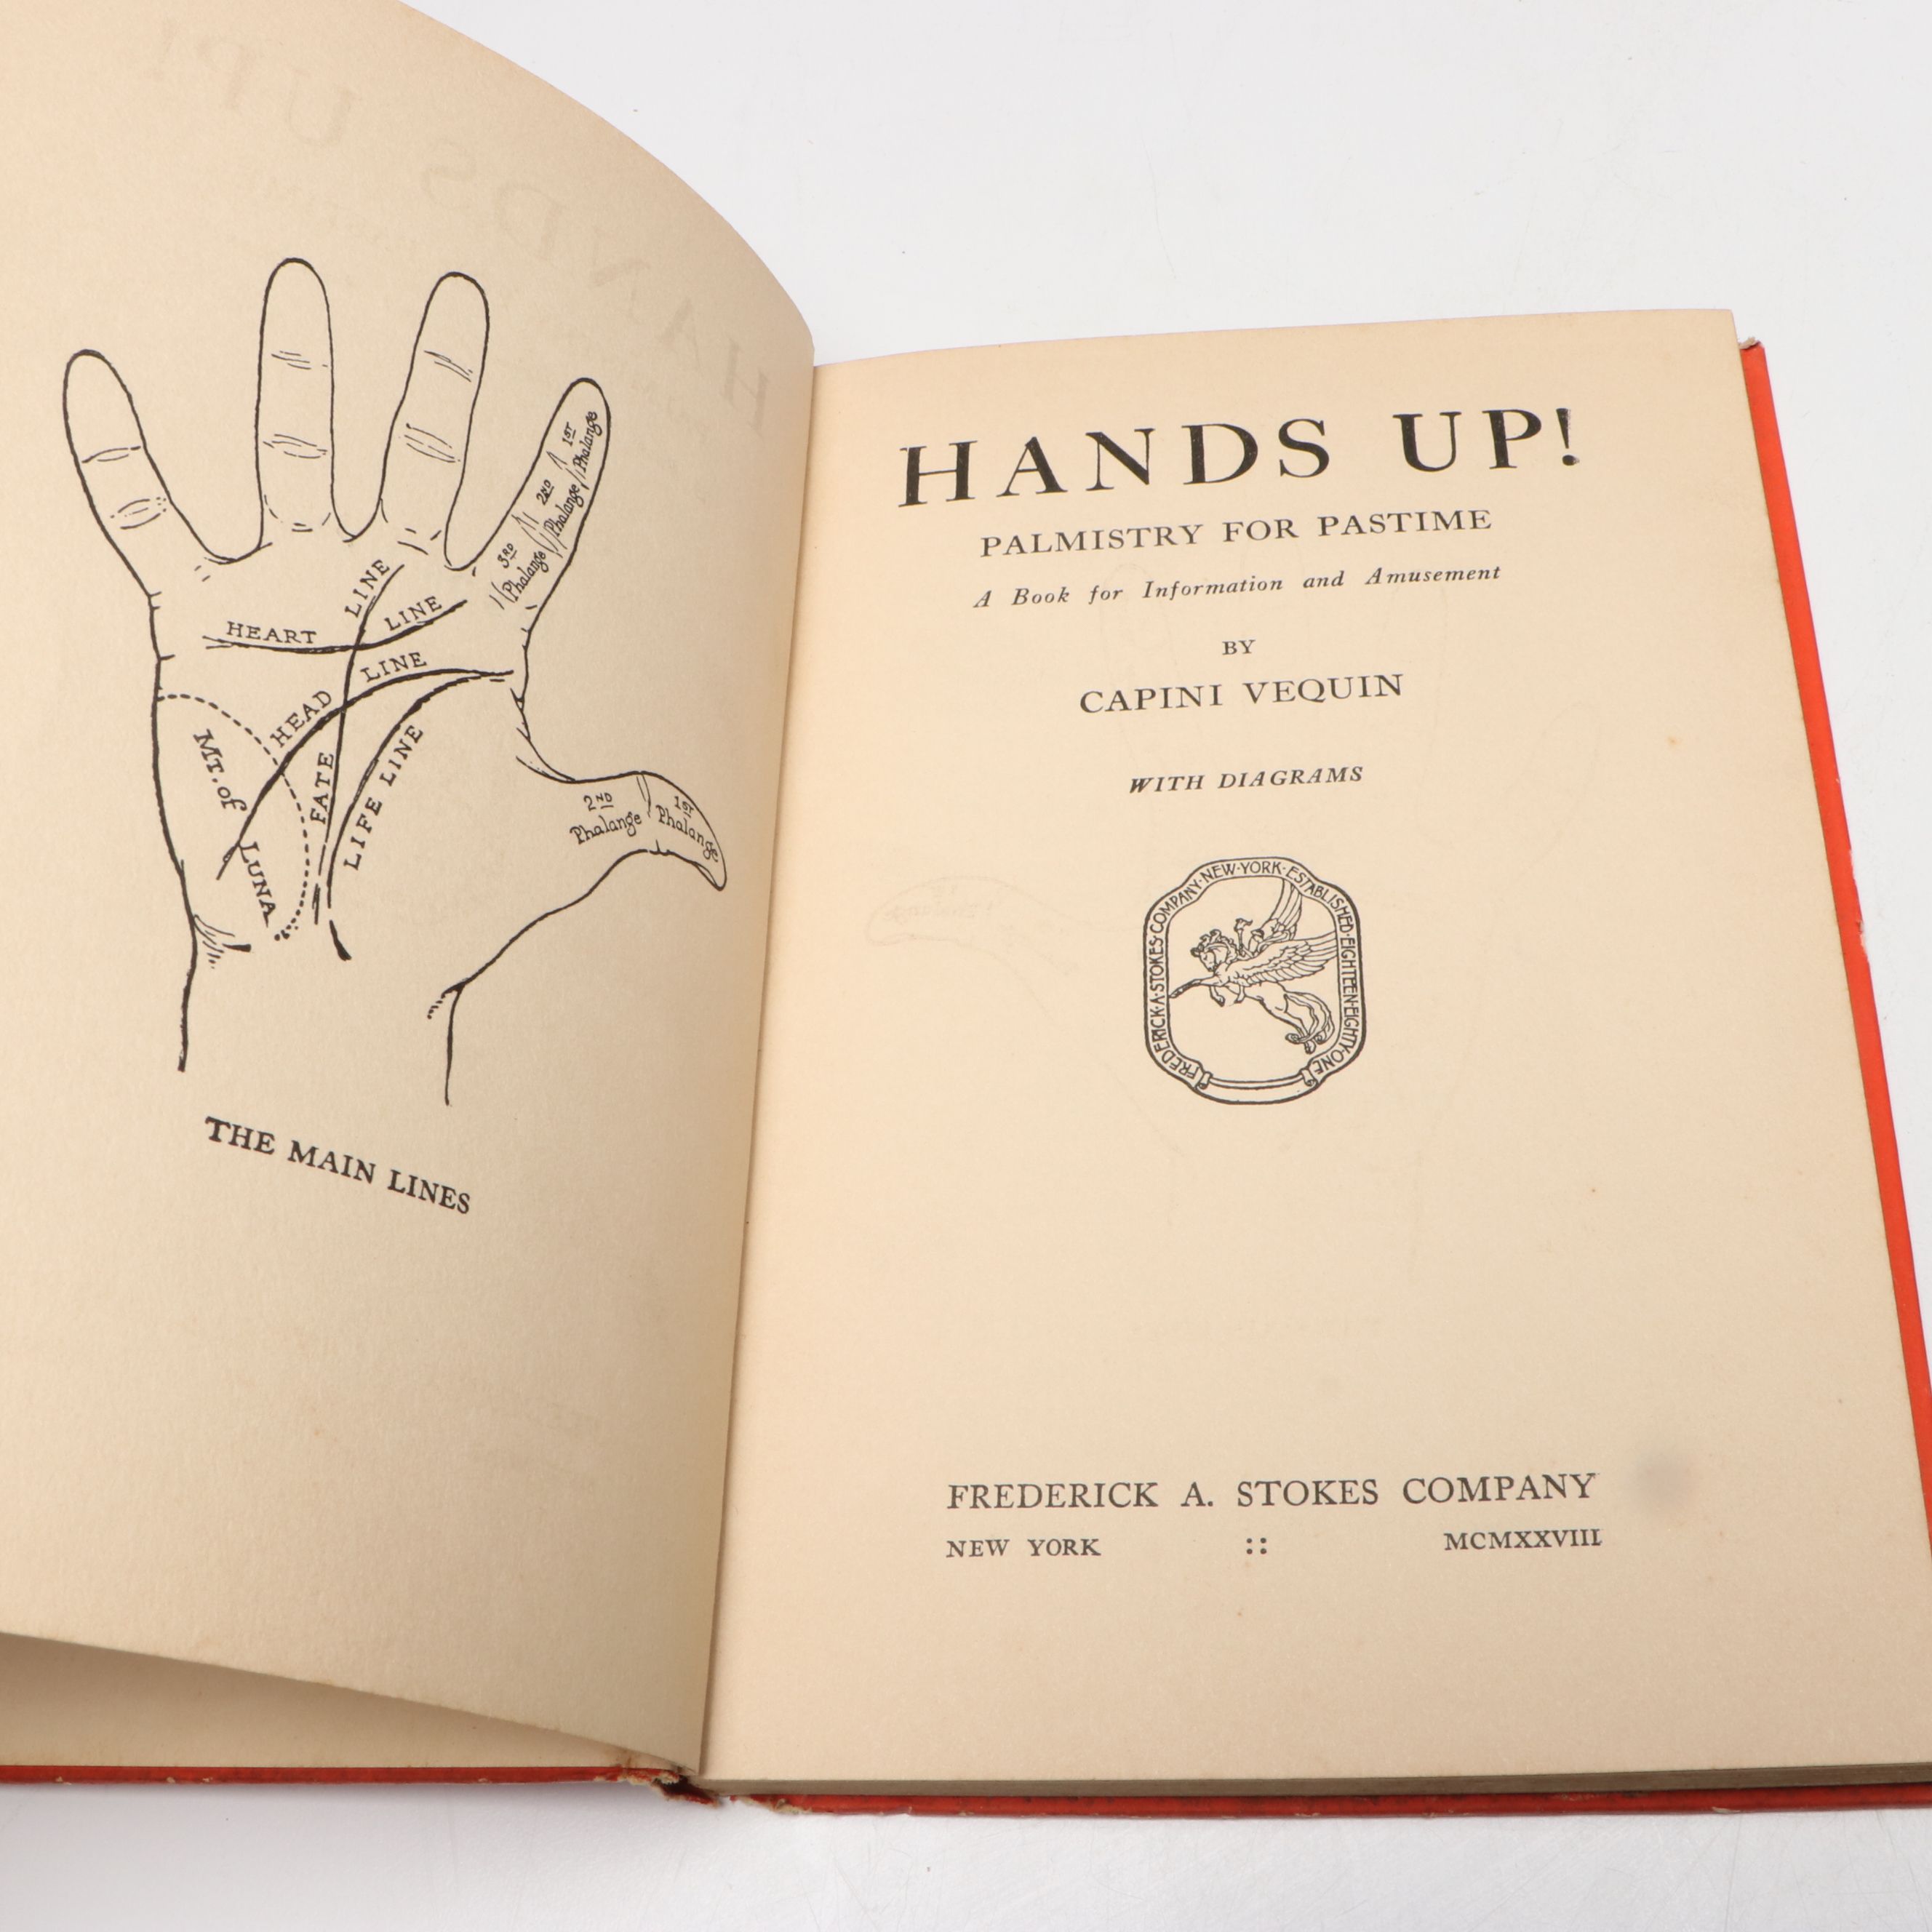 1ST
Phalange
2ND
Phalange
3RD
Phalange
LINE
HEART LINE
HEAD LINE
FATE
LIFE LINE
MT. of
LUNA
2ND
Phalange
1ST
Phalange
THE MAIN LINES
HANDS UP!
PALMISTRY FOR PASTIME
A Book for Information and Amusement
BY
CAPINI VEQUIN
WITH DIAGRAMS
FREDERICK·A·STOKES·COMPANY·NEW·YORK·ESTABLISHED·EIGHTEEN·EIGHTY·ONE
FREDERICK A. STOKES COMPANY
NEW YORK :: MCMXXVIII